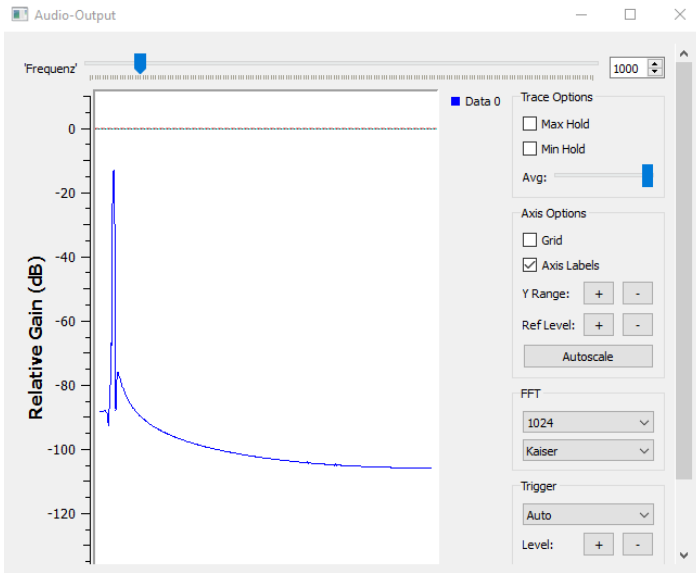 Audio-Output
'Frequenz'
1000
Data 0
Trace Options
Max Hold
Min Hold
Avg:
Axis Options
Grid
Axis Labels
Y Range: + -
Ref Level: + -
Autoscale
FFT
1024
Kaiser
Trigger
Auto
Level: + -
Relative Gain (dB)
0
-20
-40
-60
-80
-100
-120